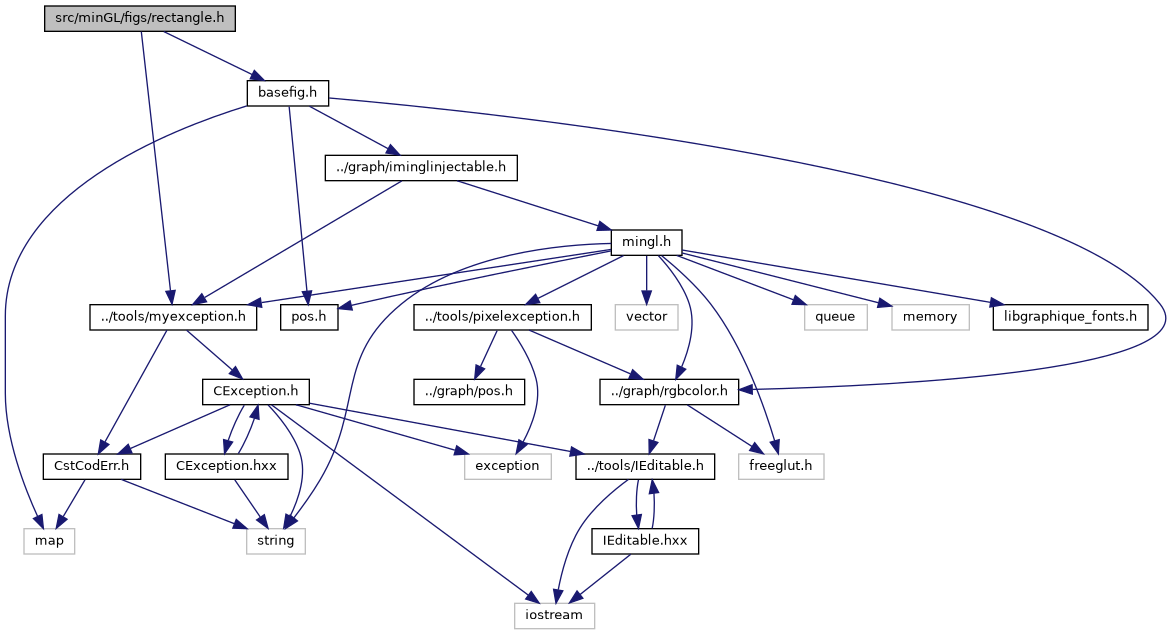 src/minGL/figs/rectangle.h
basefig.h
../graph/iminglinjectable.h
mingl.h
../tools/myexception.h
pos.h
../tools/pixelexception.h
vector
queue
memory
libgraphique_fonts.h
CException.h
../graph/pos.h
../graph/rgbcolor.h
CstCodErr.h
CException.hxx
exception
../tools/IEditable.h
freeglut.h
map
string
IEditable.hxx
iostream